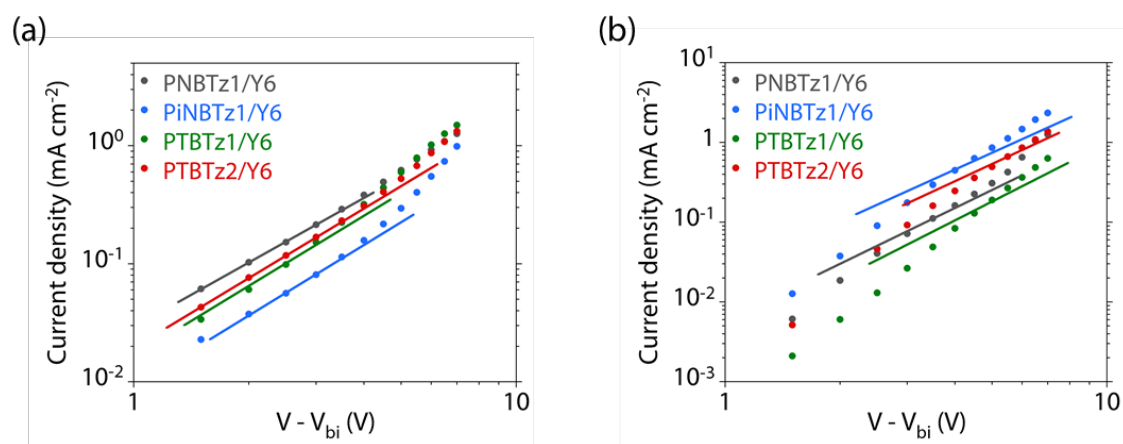 (a)
PNBTz1/Y6
PiNBTz1/Y6
PTBTz1/Y6
PTBTz2/Y6
Current density (mA cm-2)
10^0
10^-1
10^-2
1
10
V - Vbi (V)
(b)
PNBTz1/Y6
PiNBTz1/Y6
PTBTz1/Y6
PTBTz2/Y6
Current density (mA cm-2)
10^1
1
10^-1
10^-2
10^-3
1
10
V - Vbi (V)